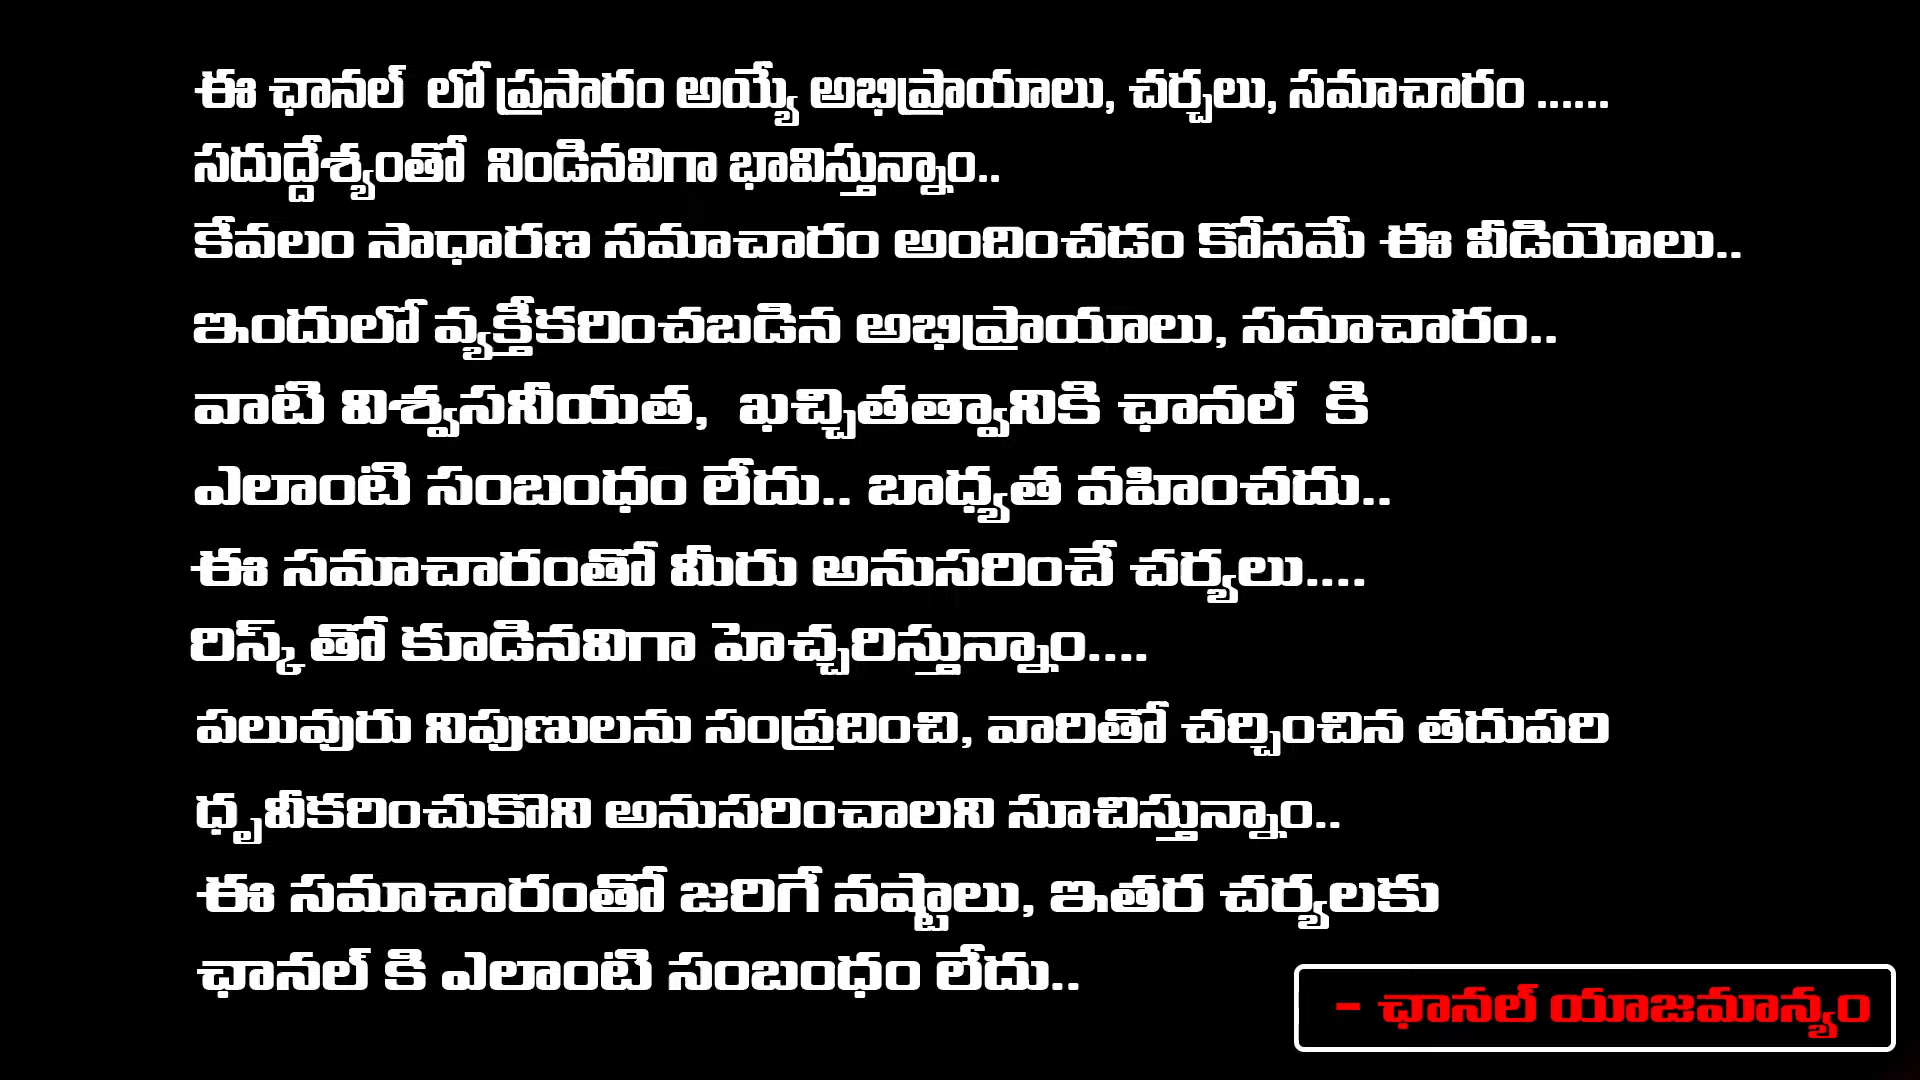 ఈ ఛానల్ లో ప్రసారం అయ్యే అభిప్రాయాలు, చర్చలు, సమాచారం ......
సదుద్దేశ్యంతో నిండినవిగా భావిస్తున్నాం..
కేవలం సాధారణ సమాచారం అందించడం కోసమే ఈ వీడియోలు..
ఇందులో వ్యక్తీకరించబడిన అభిప్రాయాలు, సమాచారం..
వాటి విశ్వసనీయత, ఖచ్చితత్వానికి ఛానల్ కి
ఎలాంటి సంబంధం లేదు.. బాధ్యత వహించదు..
ఈ సమాచారంతో మీరు అనుసరించే చర్యలు....
రిస్క్ తో కూడినవిగా హెచ్చరిస్తున్నాం....
పలువురు నిపుణులను సంప్రదించి, వారితో చర్చించిన తదుపరి
ధృవీకరించుకొని అనుసరించాలని సూచిస్తున్నాం..
ఈ సమాచారంతో జరిగే నష్టాలు, ఇతర చర్యలకు
ఛానల్ కి ఎలాంటి సంబంధం లేదు..
- ఛానల్ యాజమాన్యం